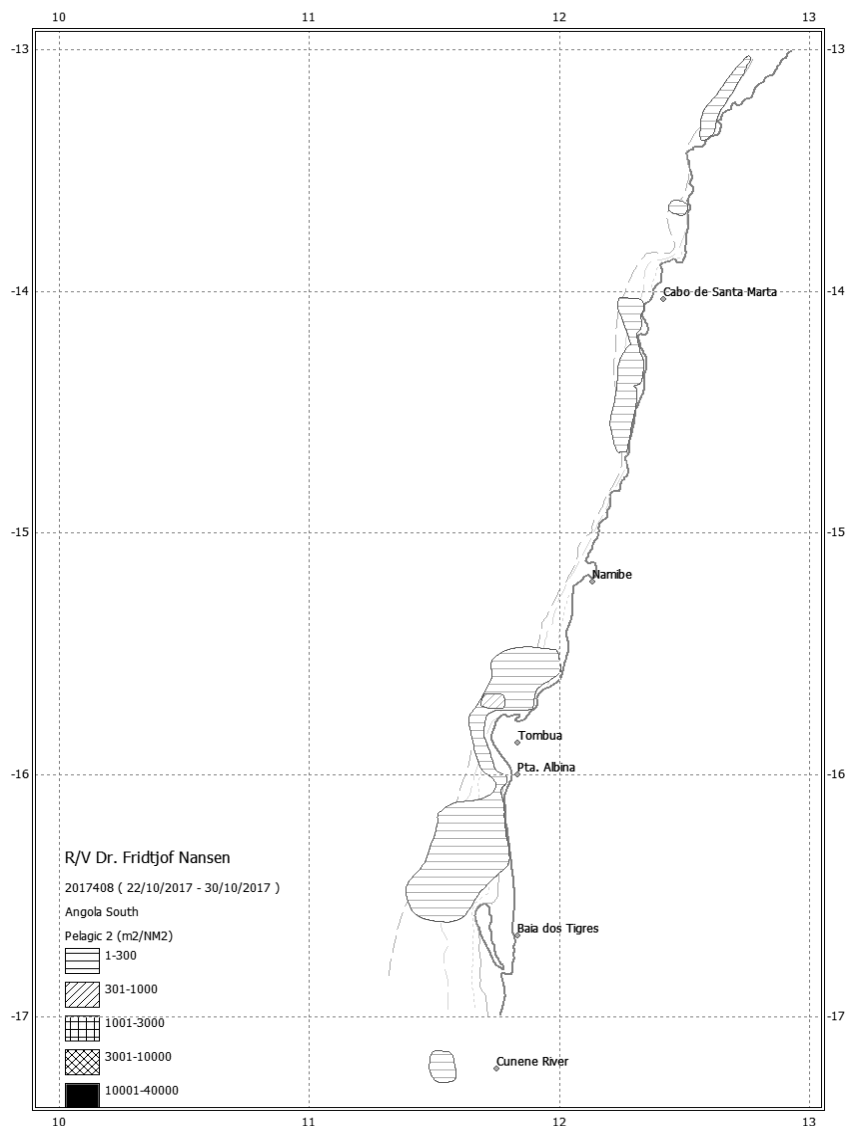 10 11 12 13
-13 -13
Cabo de Santa Marta
-14 -14
-15 -15
Namibe
Tombua
Pta. Albina
-16 -16
R/V Dr. Fridtjof Nansen
2017408 ( 22/10/2017 - 30/10/2017 )
Angola South
Pelagic 2 (m2/NM2)
1-300
301-1000
1001-3000
3001-10000
10001-40000
Baia dos Tigres
-17 -17
Cunene River
10 11 12 13